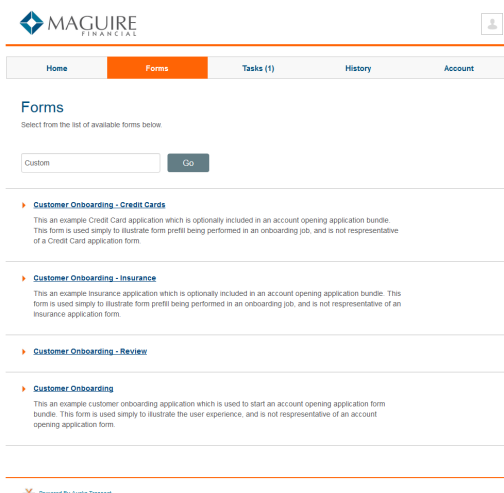 MAGUIRE
FINANCIAL
Home Forms Tasks (1) History Account
Forms
Select from the list of available forms below.
Custom Go
Customer Onboarding - Credit Cards
This an example Credit Card application which is optionally included in an account opening application bundle.
This form is used simply to illustrate form prefill being performed in an onboarding job, and is not respresentative
of a Credit Card application form.
Customer Onboarding - Insurance
This an example Insurance application which is optionally included in an account opening application bundle. This
form is used simply to illustrate form prefill being performed in an onboarding job, and is not respresentative of an
Insurance application form.
Customer Onboarding - Review
Customer Onboarding
This an example customer onboarding application which is used to start an account opening application form
bundle. This form is used simply to illustrate the user experience, and is not respresentative of an account
opening application form.
Powered By